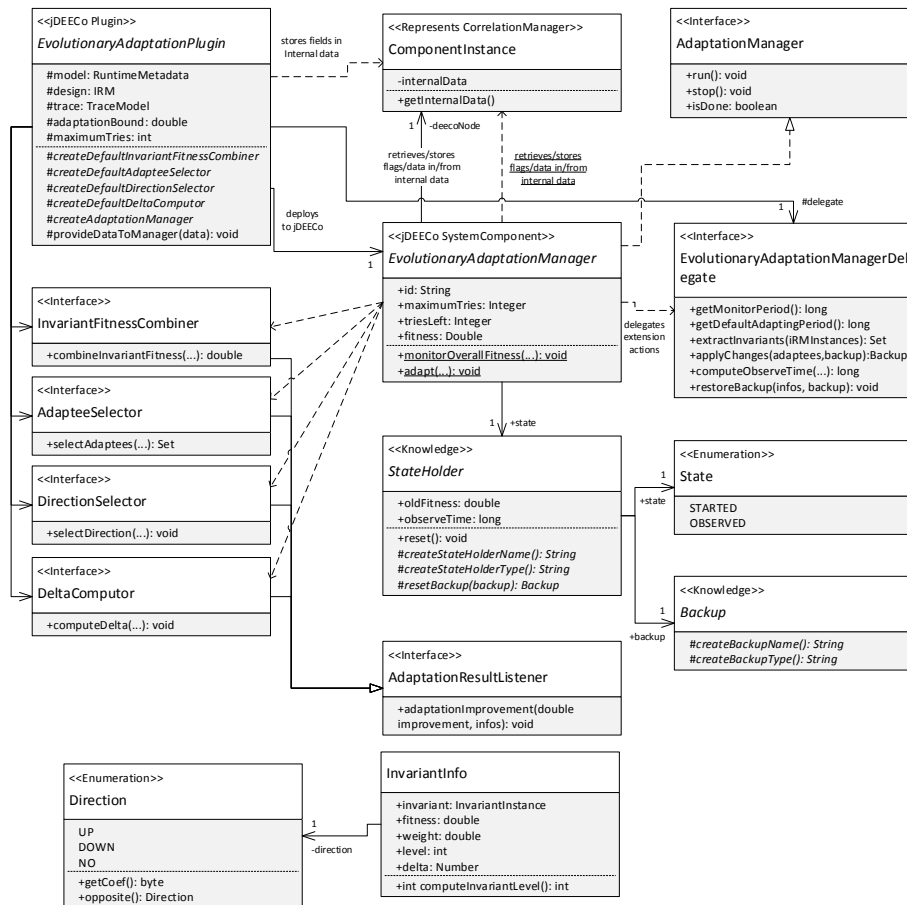 <<jDEECo Plugin>>
EvolutionaryAdaptationPlugin
#model: RuntimeMetadata
#design: IRM
#trace: TraceModel
#adaptationBound: double
#maximumTries: int
#createDefaultInvariantFitnessCombiner
#createDefaultAdapteeSelector
#createDefaultDirectionSelector
#createDefaultDeltaComputor
#createAdaptationManager
#provideDataToManager(data): void
stores fields in
Internal data
<<Represents CorrelationManager>>
ComponentInstance
-internalData
+getInternalData()
<<Interface>>
AdaptationManager
+run(): void
+stop(): void
+isDone: boolean
1
-deecoNode
retrieves/stores
flags/data in/from
internal data
retrieves/stores
flags/data in/from
internal data
deploys
to jDEECo
1
1
#delegate
<<jDEECo SystemComponent>>
EvolutionaryAdaptationManager
+id: String
+maximumTries: Integer
+triesLeft: Integer
+fitness: Double
+monitorOverallFitness(...): void
+adapt(...): void
delegates
extension
actions
<<Interface>>
EvolutionaryAdaptationManagerDel
egate
+getMonitorPeriod(): long
+getDefaultAdaptingPeriod(): long
+extractInvariants(iRMInstances): Set
+applyChanges(adaptees,backup):Backup
+computeObserveTime(...): long
+restoreBackup(infos, backup): void
<<Interface>>
InvariantFitnessCombiner
+combineInvariantFitness(...): double
<<Interface>>
AdapteeSelector
+selectAdaptees(...): Set
<<Interface>>
DirectionSelector
+selectDirection(...): void
<<Interface>>
DeltaComputor
+computeDelta(...): void
1
+state
<<Knowledge>>
StateHolder
+oldFitness: double
+observeTime: long
+reset(): void
#createStateHolderName(): String
#createStateHolderType(): String
#resetBackup(backup): Backup
1
+state
<<Enumeration>>
State
STARTED
OBSERVED
1
+backup
<<Knowledge>>
Backup
#createBackupName(): String
#createBackupType(): String
<<Interface>>
AdaptationResultListener
+adaptationImprovement(double
improvement, infos): void
<<Enumeration>>
Direction
UP
DOWN
NO
+getCoef(): byte
+opposite(): Direction
1
-direction
InvariantInfo
+invariant: InvariantInstance
+fitness: double
+weight: double
+level: int
+delta: Number
+int computeInvariantLevel(): int